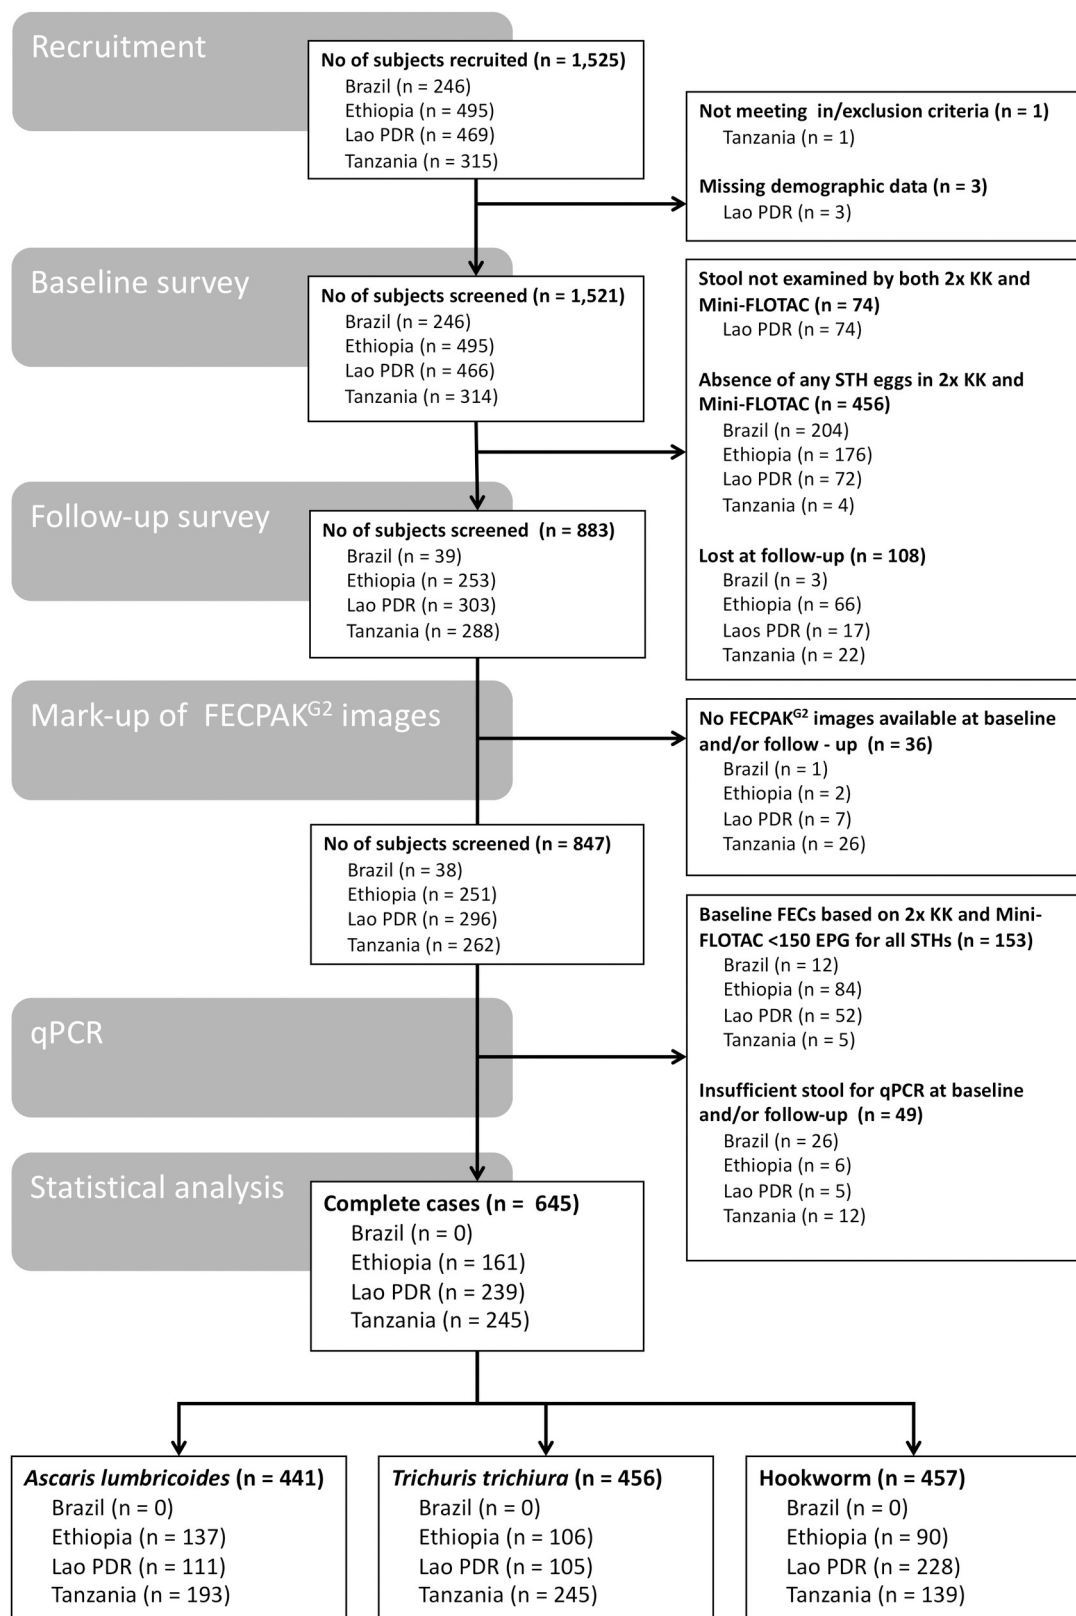 Recruitment
No of subjects recruited (n = 1,525)
Brazil (n = 246)
Ethiopia (n = 495)
Lao PDR (n = 469)
Tanzania (n = 315)
Not meeting in/exclusion criteria (n = 1)
Tanzania (n = 1)
Missing demographic data (n = 3)
Lao PDR (n = 3)
Baseline survey
No of subjects screened (n = 1,521)
Brazil (n = 246)
Ethiopia (n = 495)
Lao PDR (n = 466)
Tanzania (n = 314)
Stool not examined by both 2x KK and
Mini-FLOTAC (n = 74)
Lao PDR (n = 74)
Absence of any STH eggs in 2x KK and
Mini-FLOTAC (n = 456)
Brazil (n = 204)
Ethiopia (n = 176)
Lao PDR (n = 72)
Tanzania (n = 4)
Lost at follow-up (n = 108)
Brazil (n = 3)
Ethiopia (n = 66)
Laos PDR (n = 17)
Tanzania (n = 22)
Follow-up survey
No of subjects screened (n = 883)
Brazil (n = 39)
Ethiopia (n = 253)
Lao PDR (n = 303)
Tanzania (n = 288)
Mark-up of FECPAKG2 images
No FECPAKG2 images available at baseline
and/or follow - up (n = 36)
Brazil (n = 1)
Ethiopia (n = 2)
Lao PDR (n = 7)
Tanzania (n = 26)
No of subjects screened (n = 847)
Brazil (n = 38)
Ethiopia (n = 251)
Lao PDR (n = 296)
Tanzania (n = 262)
Baseline FECs based on 2x KK and Mini-
FLOTAC <150 EPG for all STHs (n = 153)
Brazil (n = 12)
Ethiopia (n = 84)
Lao PDR (n = 52)
Tanzania (n = 5)
Insufficient stool for qPCR at baseline
and/or follow-up (n = 49)
Brazil (n = 26)
Ethiopia (n = 6)
Lao PDR (n = 5)
Tanzania (n = 12)
qPCR
Statistical analysis
Complete cases (n = 645)
Brazil (n = 0)
Ethiopia (n = 161)
Lao PDR (n = 239)
Tanzania (n = 245)
Ascaris lumbricoides (n = 441)
Brazil (n = 0)
Ethiopia (n = 137)
Lao PDR (n = 111)
Tanzania (n = 193)
Trichuris trichiura (n = 456)
Brazil (n = 0)
Ethiopia (n = 106)
Lao PDR (n = 105)
Tanzania (n = 245)
Hookworm (n = 457)
Brazil (n = 0)
Ethiopia (n = 90)
Lao PDR (n = 228)
Tanzania (n = 139)